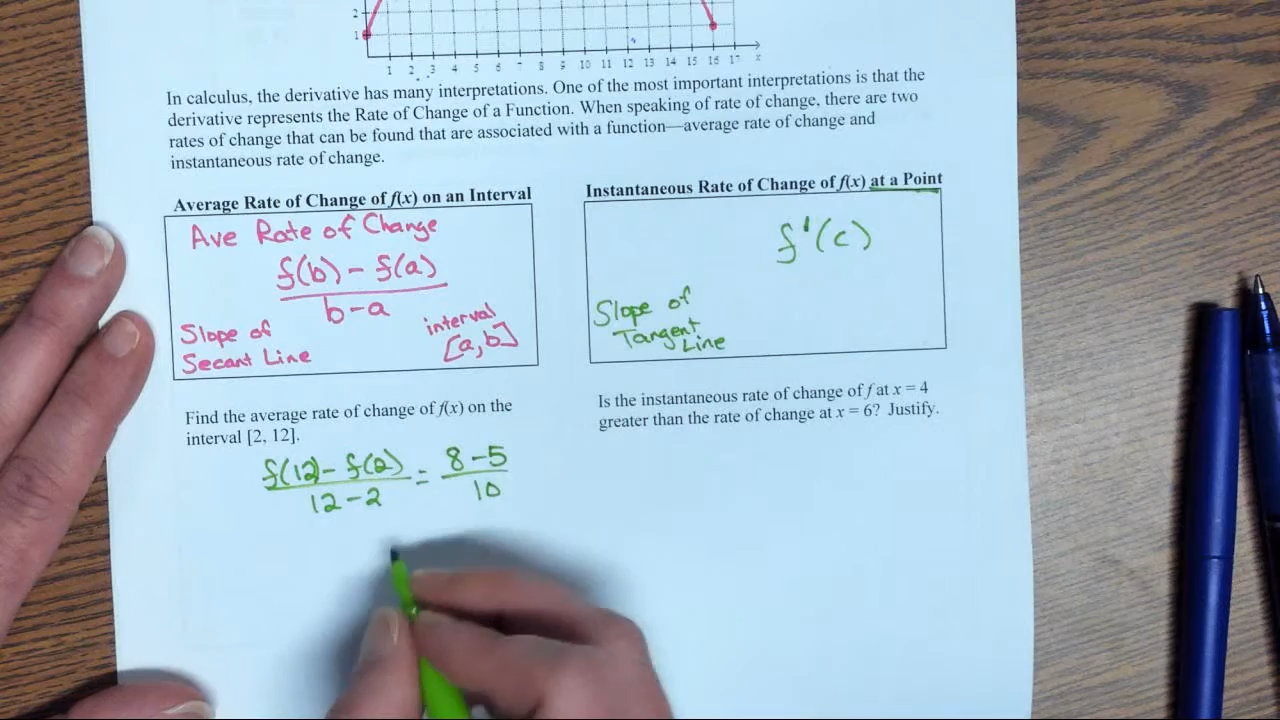 2
1
1 2 3 4 5 6 7 8 9 10 11 12 13 14 15 16 17 x
In calculus, the derivative has many interpretations. One of the most important interpretations is that the
derivative represents the Rate of Change of a Function. When speaking of rate of change, there are two
rates of change that can be found that are associated with a function—average rate of change and
instantaneous rate of change.
Average Rate of Change of f(x) on an Interval
Ave Rate of Change
f(b) - f(a)
b - a
Slope of
Secant Line
interval
[a, b]
Instantaneous Rate of Change of f(x) at a Point
f'(c)
Slope of
Tangent
Line
Find the average rate of change of f(x) on the
interval [2, 12].
f(12) - f(2) = 8 - 5
12 - 2 10
Is the instantaneous rate of change of f at x = 4
greater than the rate of change at x = 6? Justify.